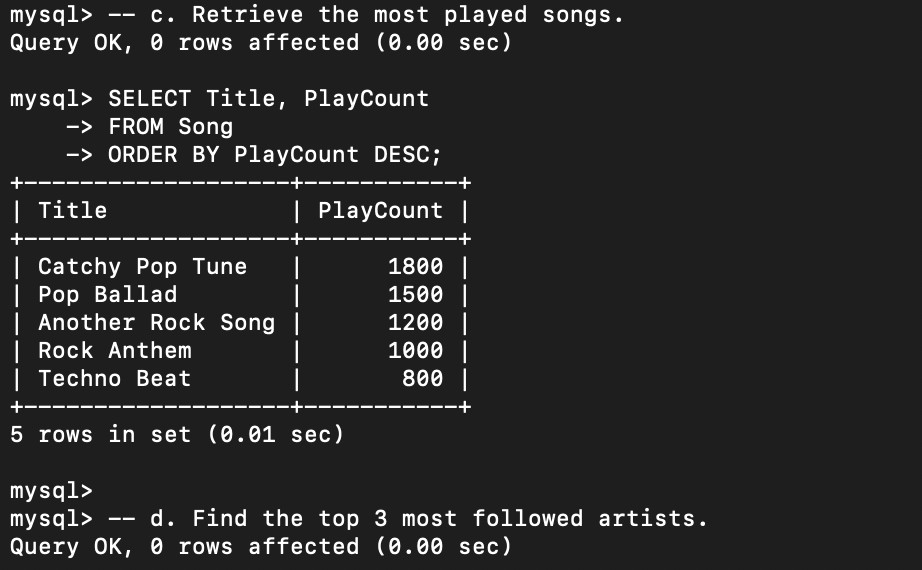 mysql> -- c. Retrieve the most played songs.
Query OK, 0 rows affected (0.00 sec)

mysql> SELECT Title, PlayCount
    -> FROM Song
    -> ORDER BY PlayCount DESC;
+-------------------+-----------+
| Title             | PlayCount |
+-------------------+-----------+
| Catchy Pop Tune   |      1800 |
| Pop Ballad        |      1500 |
| Another Rock Song |      1200 |
| Rock Anthem       |      1000 |
| Techno Beat       |       800 |
+-------------------+-----------+
5 rows in set (0.01 sec)

mysql>
mysql> -- d. Find the top 3 most followed artists.
Query OK, 0 rows affected (0.00 sec)